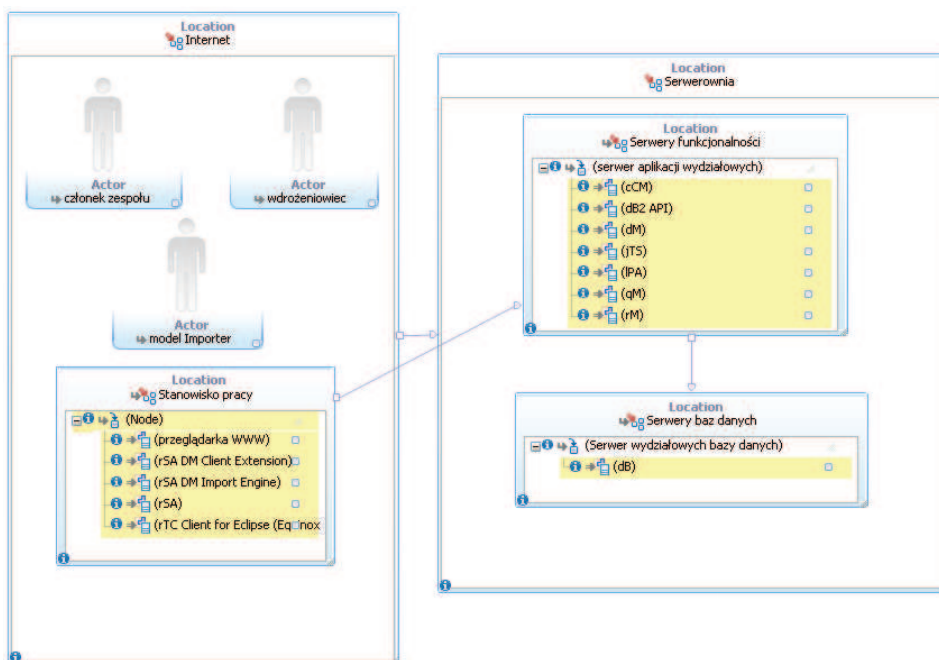 Location
Internet
Actor
członek zespołu
Actor
wdrożeniowiec
Actor
model Importer
Location
Stanowisko pracy
(Node)
(przeglądarka WWW)
(rSA DM Client Extension)
(rSA DM Import Engine)
(rSA)
(rTC Client for Eclipse (Equinox
Location
Serwerownia
Location
Serwery funkcjonalności
(serwer aplikacji wydziałowych)
(cCM)
(dB2 API)
(dM)
(jTS)
(lPA)
(qM)
(rM)
Location
Serwery baz danych
(Serwer wydziałowych bazy danych)
(dB)